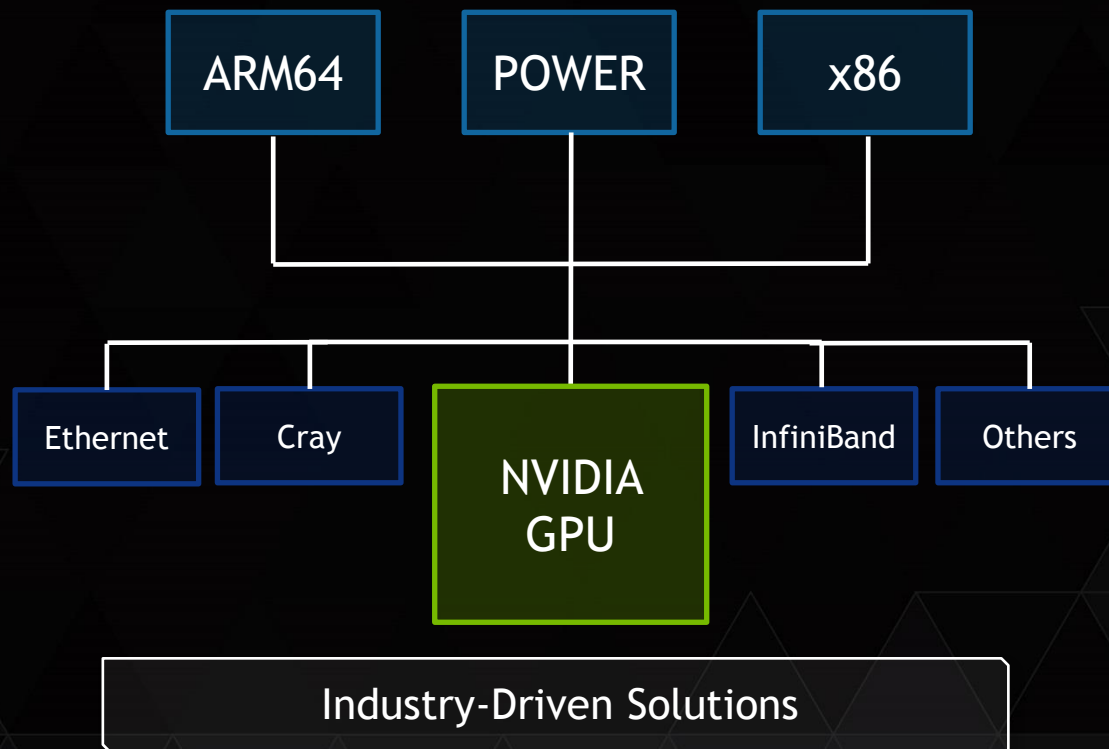 ARM64
POWER
x86
Ethernet
Cray
NVIDIA
GPU
InfiniBand
Others
Industry-Driven Solutions